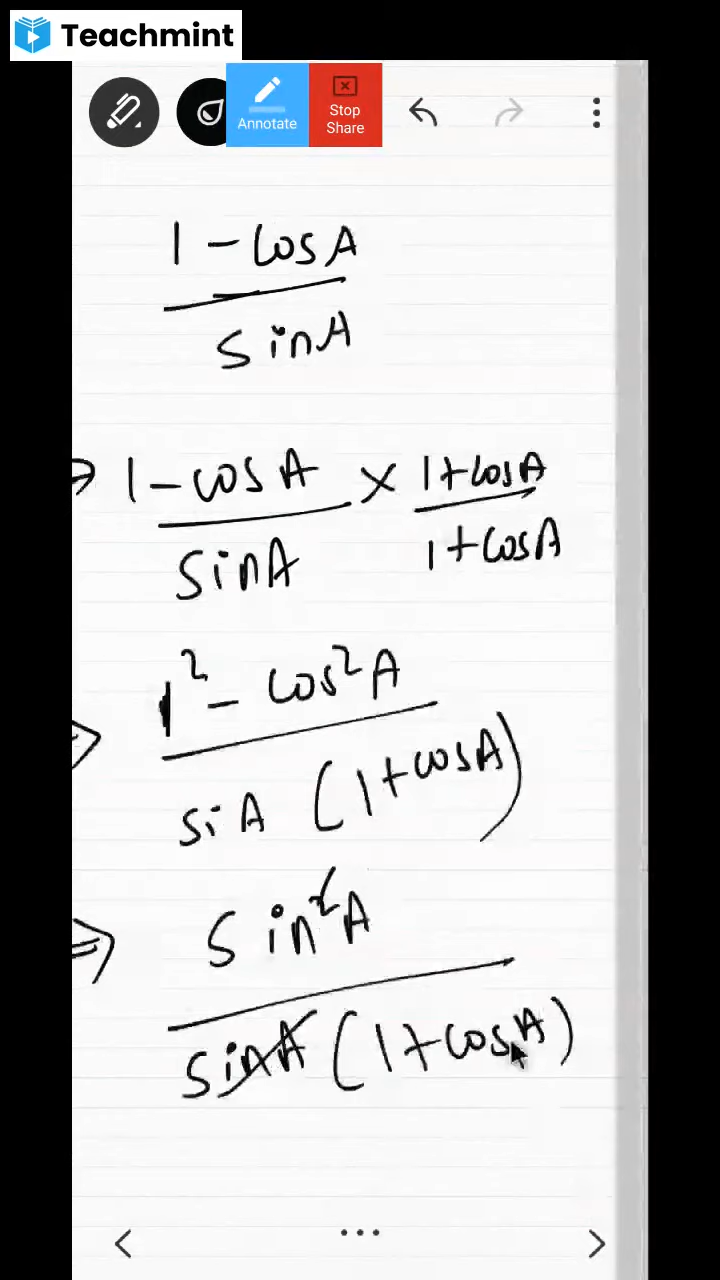 Teachmint
Annotate
Stop
Share
1 - cosA
sinA
⇒ 1 - cosA × 1+cosA
sinA 1+cosA
1² - cos²A
siA (1+cosA)
⇒ sin²A
sinA (1+cosA)